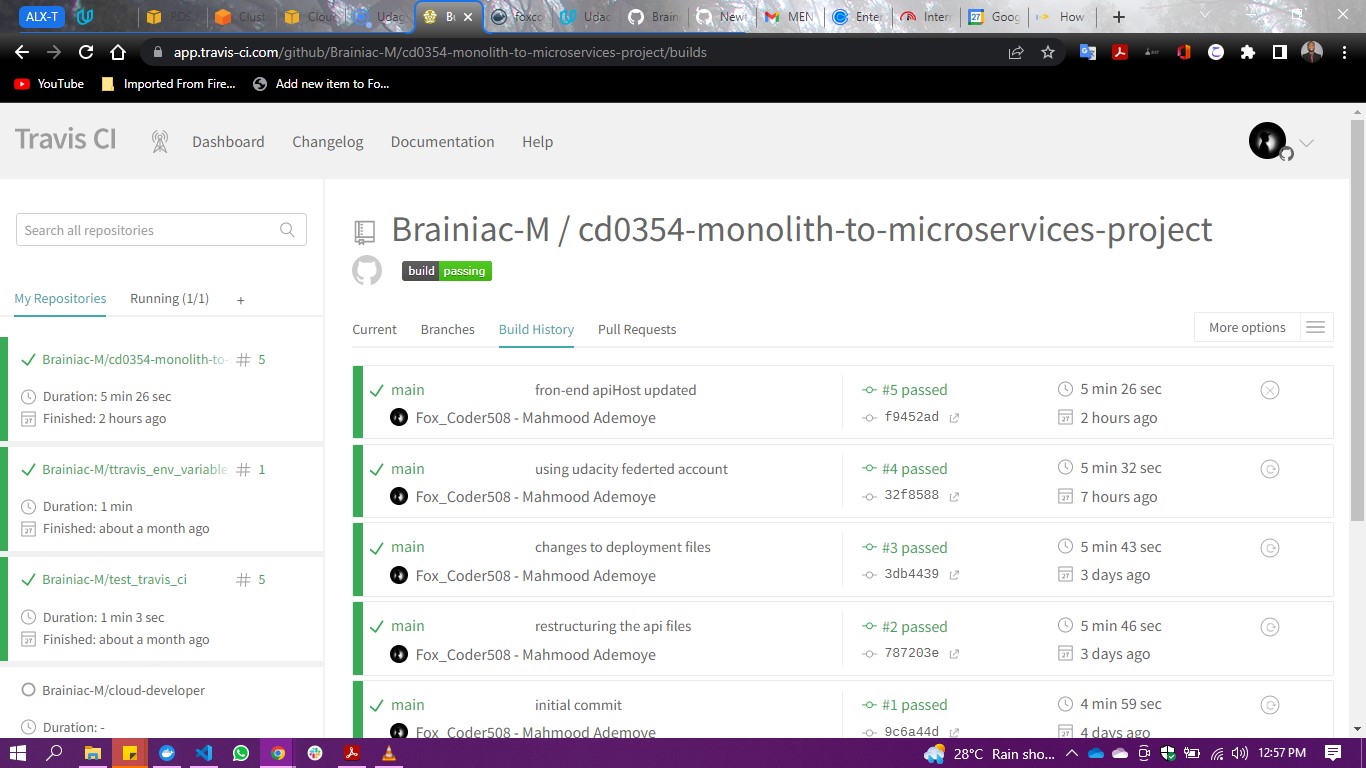 ALX-T
RDS
Clust
Clou
Udac
Bu
foxco
Udac
Brain
New
MEN
Ente
Inter
Goog
How
app.travis-ci.com/github/Brainiac-M/cd0354-monolith-to-microservices-project/builds
YouTube
Imported From Fire...
Add new item to Fo...
Travis CI
Dashboard
Changelog
Documentation
Help
Search all repositories
Brainiac-M / cd0354-monolith-to-microservices-project
build passing
My Repositories
Running (1/1)
+
Current
Branches
Build History
Pull Requests
More options
Brainiac-M/cd0354-monolith-to-
# 5
Duration: 5 min 26 sec
Finished: 2 hours ago
Brainiac-M/ttravis_env_variable
# 1
Duration: 1 min
Finished: about a month ago
Brainiac-M/test_travis_ci
# 5
Duration: 1 min 3 sec
Finished: about a month ago
Brainiac-M/cloud-developer
Duration: -
main
fron-end apiHost updated
#5 passed
5 min 26 sec
Fox_Coder508 - Mahmood Ademoye
f9452ad
2 hours ago
main
using udacity federted account
#4 passed
5 min 32 sec
Fox_Coder508 - Mahmood Ademoye
32f8588
7 hours ago
main
changes to deployment files
#3 passed
5 min 43 sec
Fox_Coder508 - Mahmood Ademoye
3db4439
3 days ago
main
restructuring the api files
#2 passed
5 min 46 sec
Fox_Coder508 - Mahmood Ademoye
787203e
3 days ago
main
initial commit
#1 passed
4 min 59 sec
Fox_Coder508 - Mahmood Ademoye
9c6a44d
4 days ago
28°C Rain sho...
12:57 PM